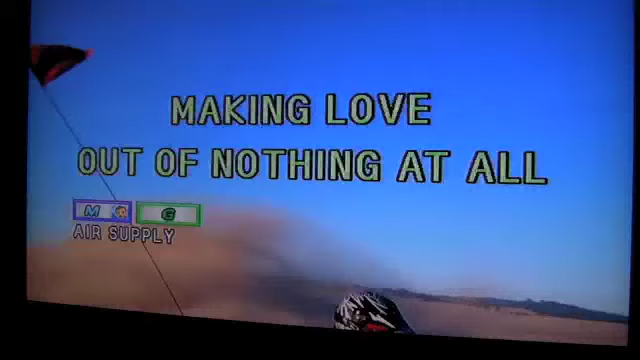 MAKING LOVE
OUT OF NOTHING AT ALL
M G
AIR SUPPLY